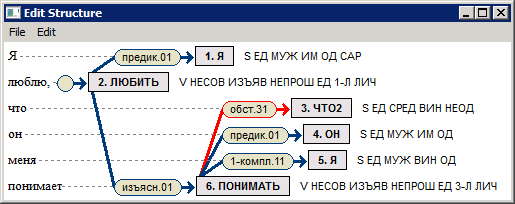 Edit Structure
File Edit
Я предик.01 1. Я S ЕД МУЖ ИМ ОД CAP
люблю, 2. ЛЮБИТЬ V НЕСОВ ИЗЪЯВ НЕПРОШ ЕД 1-Л ЛИЧ
что обст.31 3. ЧТО2 S ЕД СРЕД ВИН НЕОД
он предик.01 4. ОН S ЕД МУЖ ИМ ОД
меня 1-компл.11 5. Я S ЕД МУЖ ВИН ОД
понимает изъясн.01 6. ПОНИМАТЬ V НЕСОВ ИЗЪЯВ НЕПРОШ ЕД 3-Л ЛИЧ